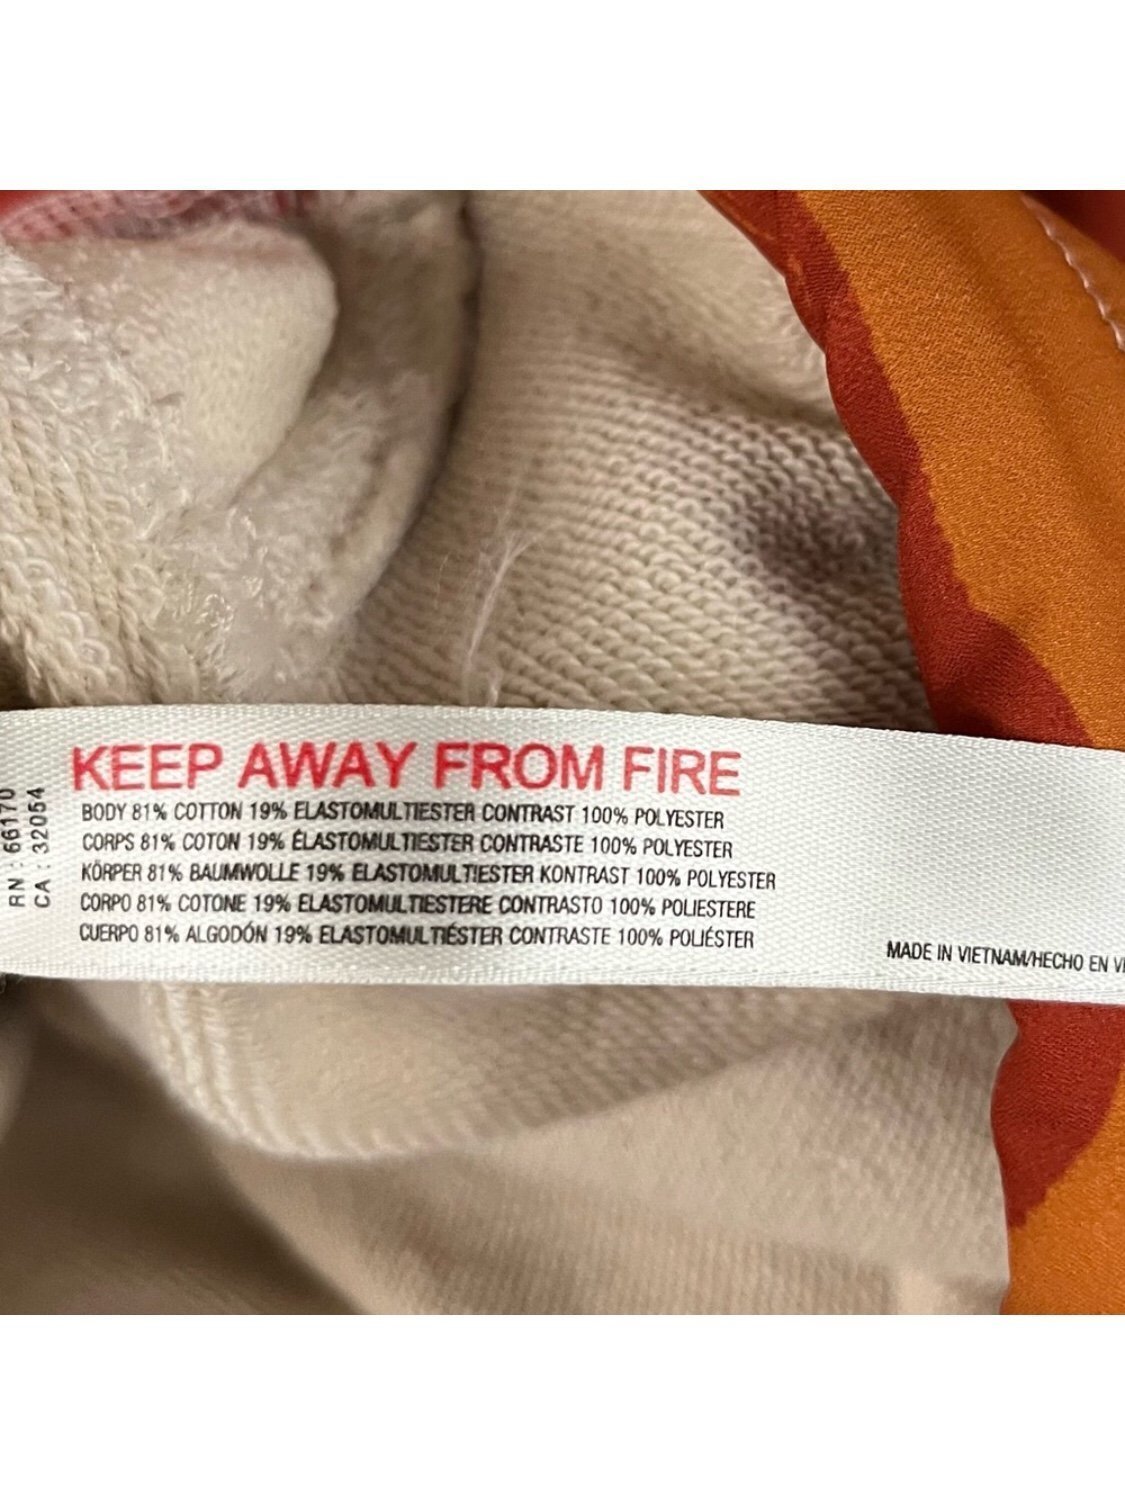 KEEP AWAY FROM FIRE
BODY 81% COTTON 19% ELASTOMULTIESTER CONTRAST 100% POLYESTER
CORPS 81% COTON 19% ÉLASTOMULTIESTER CONTRASTE 100% POLYESTER
KÖRPER 81% BAUMWOLLE 19% ELASTOMULTIESTER KONTRAST 100% POLYESTER
CORPO 81% COTONE 19% ELASTOMULTIESTERE CONTRASTO 100% POLIESTERE
CUERPO 81% ALGODÓN 19% ELASTOMULTIÉSTER CONTRASTE 100% POLIÉSTER
MADE IN VIETNAM/HECHO EN
RN : 66170
CA : 32054